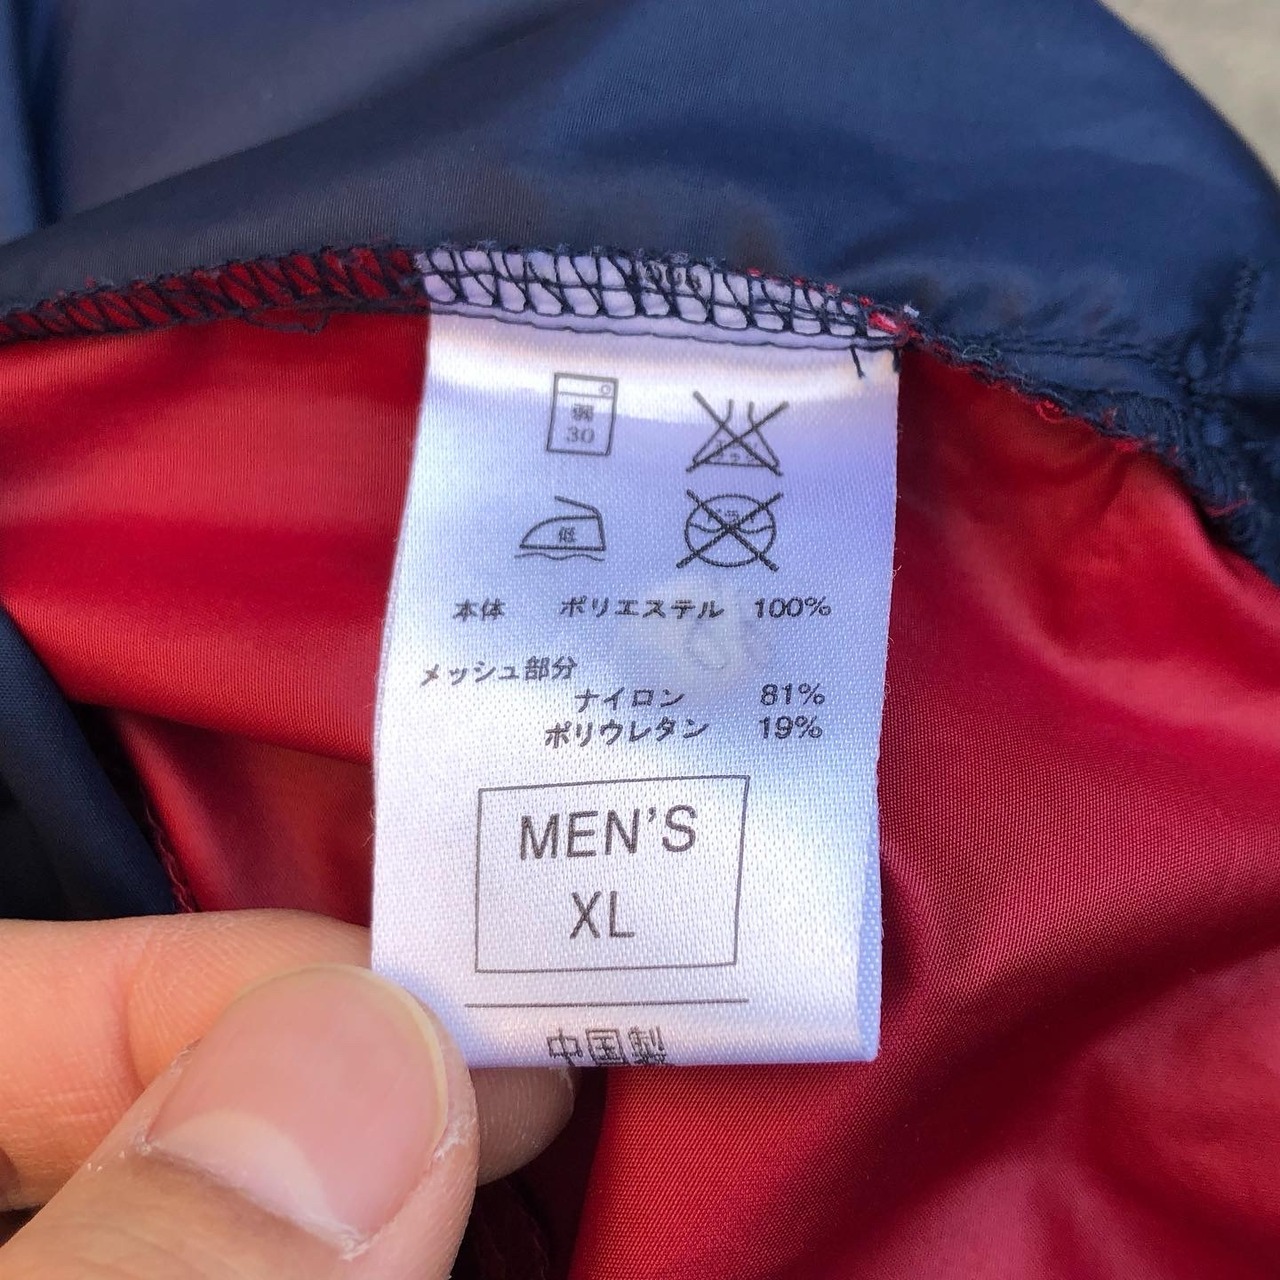 弱
30
低
本体 ポリエステル 100%
メッシュ部分
ナイロン 81%
ポリウレタン 19%
MEN'S
XL
中国製